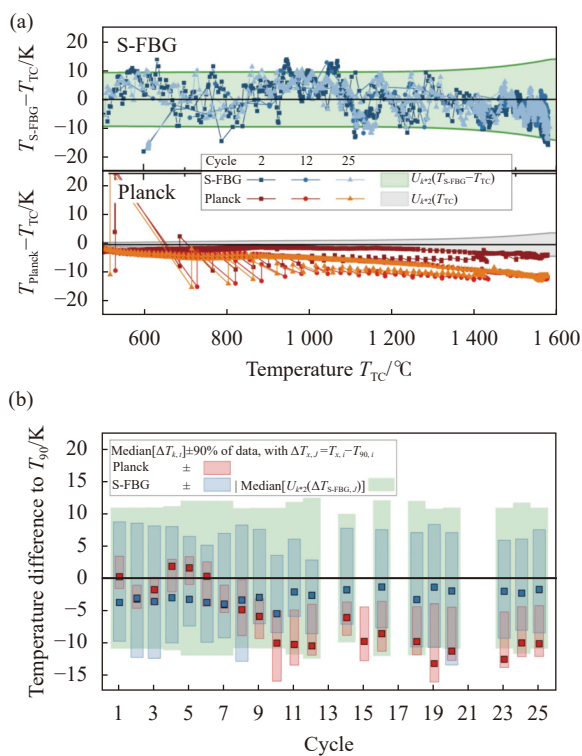 (a)
S-FBG
20
10
0
−10
−20
T_S-FBG−T_TC/K
Cycle 2 12 25
S-FBG U_k*2(T_S-FBG−T_TC)
Planck U_k*2(T_TC)
Planck
20
10
0
−10
−20
T_Planck−T_TC/K
600 800 1 000 1 200 1 400 1 600
Temperature T_TC/℃
(b)
Median[ΔT_k, t]±90% of data, with ΔT_x, J=T_x, i−T_90, i
Planck ±
S-FBG ± | Median[U_k*2(ΔT_S-FBG, J)]
20
15
10
5
0
−5
−10
−15
Temperature difference to T_90/K
1 3 5 7 9 11 13 15 17 19 21 23 25
Cycle